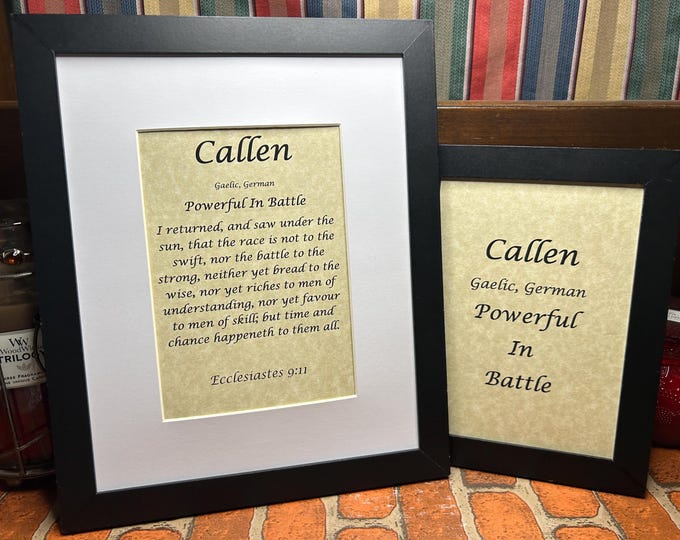 Callen
Gaelic, German
Powerful In Battle
I returned, and saw under the
sun, that the race is not to the
swift, nor the battle to the
strong, neither yet bread to the
wise, nor yet riches to men of
understanding, nor yet favour
to men of skill; but time and
chance happeneth to them all.
Ecclesiastes 9:11
Callen
Gaelic, German
Powerful
In
Battle
WoodWick
TRILOGY